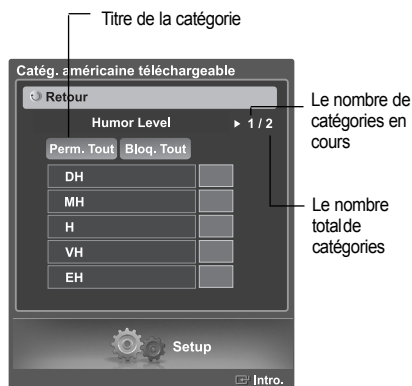 Titre de la catégorie
Catég. américaine téléchargeable
Retour
Humor Level
1 / 2
Perm. Tout
Bloq. Tout
DH
MH
H
VH
EH
Setup
Intro.
Le nombre de
catégories en
cours
Le nombre
total de
catégories